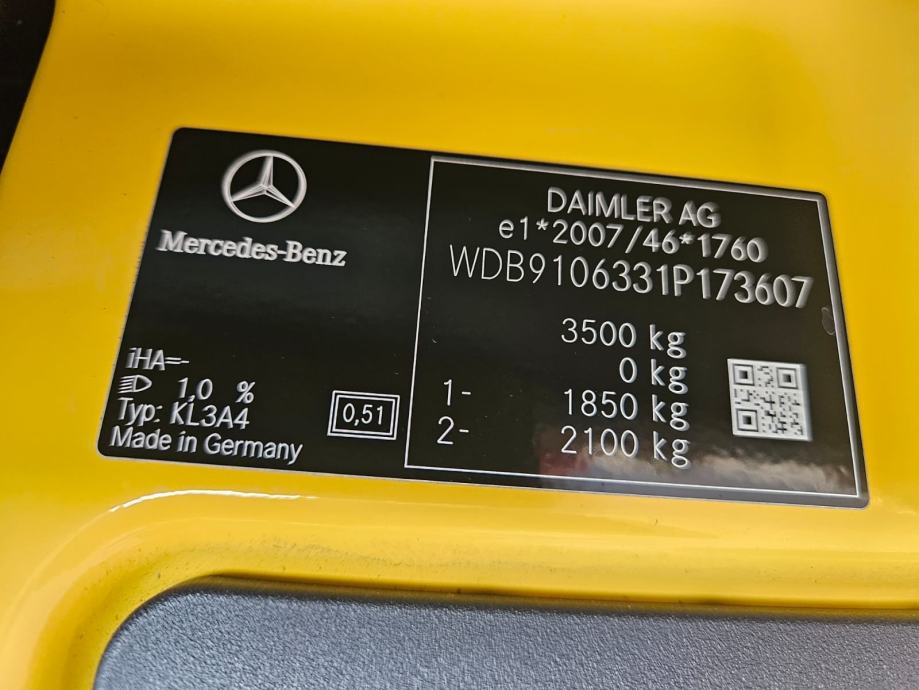 Mercedes-Benz
iHA=-
1,0 %
Typ: KL3A4
Made in Germany
0,51
DAIMLER AG
e1*2007/46*1760
WDB9106331P173607
3500 kg
0 kg
1- 1850 kg
2- 2100 kg